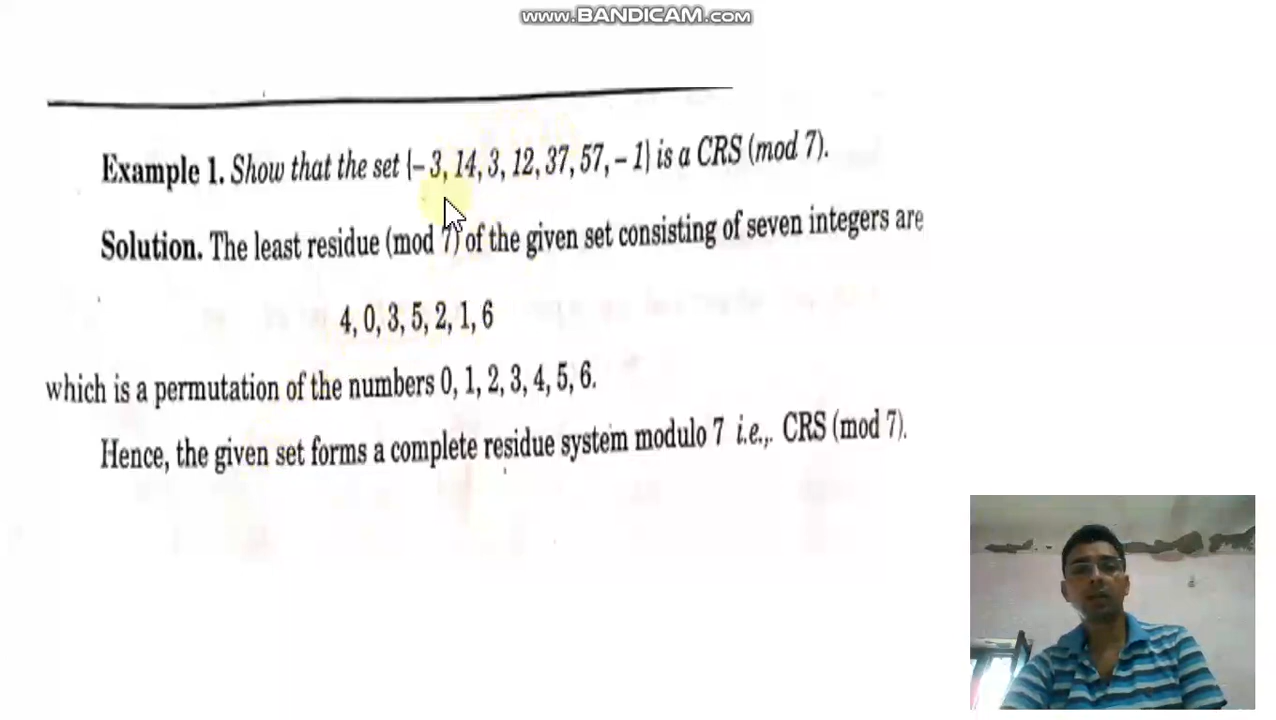 www.BANDICAM.com
Example 1. Show that the set {– 3, 14, 3, 12, 37, 57, – 1} is a CRS (mod 7).
Solution. The least residue (mod 7) of the given set consisting of seven integers are
4, 0, 3, 5, 2, 1, 6
which is a permutation of the numbers 0, 1, 2, 3, 4, 5, 6.
Hence, the given set forms a complete residue system modulo 7 i.e.,. CRS (mod 7).